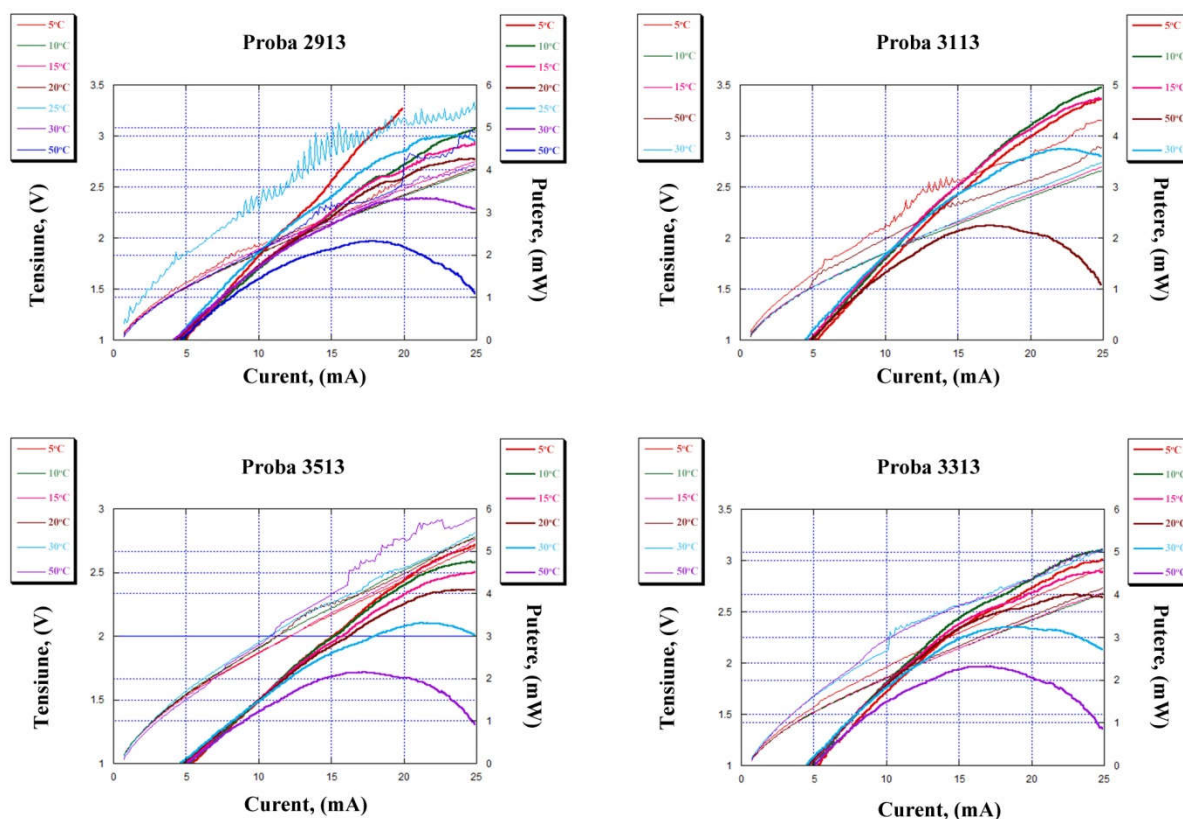 Proba 2913
5°C
10°C
15°C
20°C
25°C
30°C
50°C
5°C
10°C
15°C
20°C
25°C
30°C
50°C
Tensiune, (V)
3.5
3
2.5
2
1.5
1
6
5
4
3
2
1
0
Putere, (mW)
0 5 10 15 20 25
Curent, (mA)
Proba 3113
5°C
10°C
15°C
50°C
30°C
5°C
10°C
15°C
50°C
30°C
Tensiune, (V)
3.5
3
2.5
2
1.5
1
6
5
4
3
2
1
0
Putere, (mW)
0 5 10 15 20 25
Curent, (mA)
Proba 3513
5°C
10°C
15°C
20°C
30°C
50°C
5°C
10°C
15°C
20°C
30°C
50°C
Tensiune, (V)
3
2.5
2
1.5
1
6
5
4
3
2
1
0
Putere, (mW)
0 5 10 15 20 25
Curent, (mA)
Proba 3313
5°C
10°C
15°C
20°C
30°C
50°C
5°C
10°C
15°C
20°C
30°C
50°C
Tensiune, (V)
3.5
3
2.5
2
1.5
1
6
5
4
3
2
1
0
Putere, (mW)
0 5 10 15 20 25
Curent, (mA)